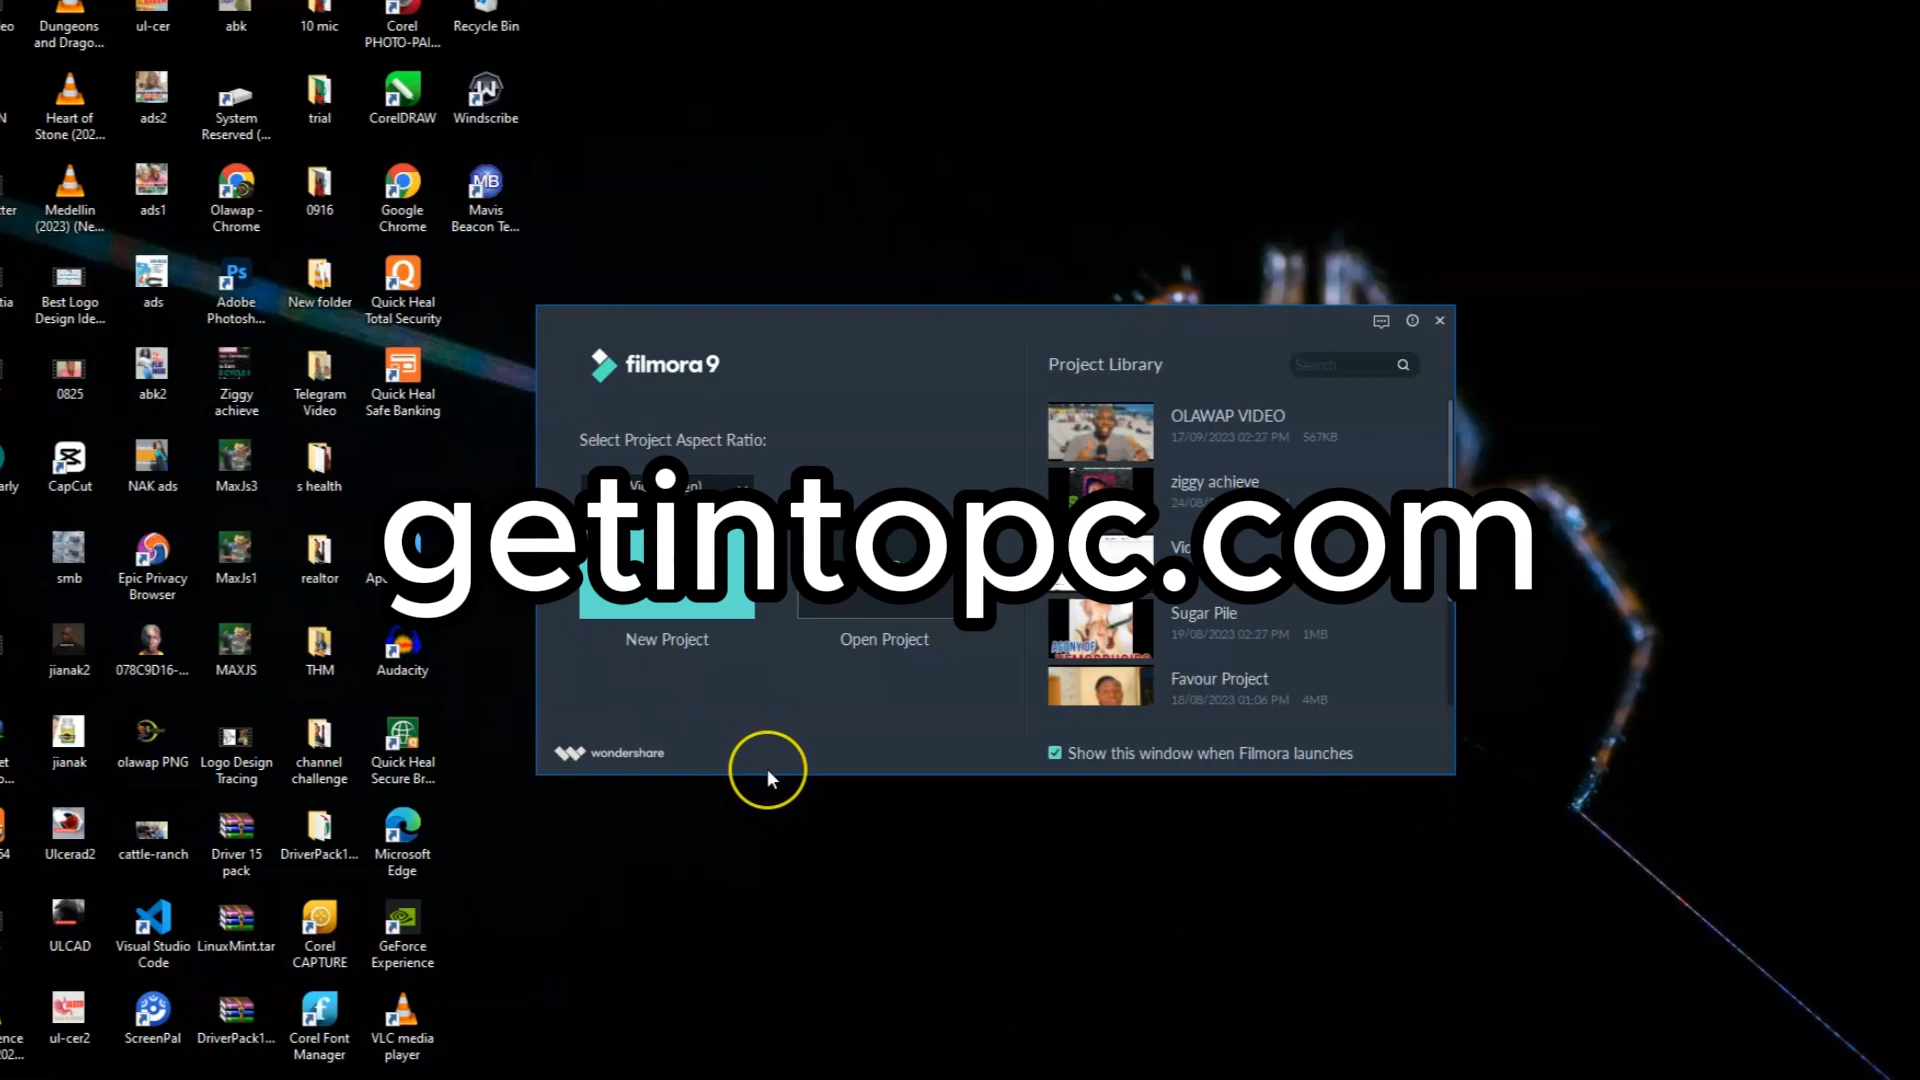 Dungeons
and Drago...
ul-cer
abk
10 mic
Corel
PHOTO-PAI...
Recycle Bin
Heart of
Stone (202...
ads2
System
Reserved (...
trial
CorelDRAW
Windscribe
Medellin
(2023) (Ne...
ads1
Olawap -
Chrome
0916
Google
Chrome
MB
Mavis
Beacon Te...
Best Logo
Design Ide...
ads
Ps
Adobe
Photosh...
New folder
Quick Heal
Total Security
0825
abk2
Ziggy
achieve
Telegram
Video
Quick Heal
Safe Banking
CapCut
NAK ads
MaxJs3
s health
smb
Epic Privacy
Browser
MaxJs1
realtor
jianak2
078C9D16-...
MAXJS
THM
Audacity
jianak
olawap PNG
Logo Design
Tracing
channel
challenge
Quick Heal
Secure Br...
Ulcerad2
cattle-ranch
Driver 15
pack
DriverPack1...
Microsoft
Edge
ULCAD
Visual Studio
Code
LinuxMint.tar
Corel
CAPTURE
GeForce
Experience
ul-cer2
ScreenPal
DriverPack1...
Corel Font
Manager
VLC media
player
filmora 9
Select Project Aspect Ratio:
New Project
Open Project
wondershare
Project Library
Search
OLAWAP VIDEO
17/09/2023 02:27 PM 567KB
ziggy achieve
Sugar Pile
19/08/2023 02:27 PM 1MB
Favour Project
18/08/2023 01:06 PM 4MB
Show this window when Filmora launches
getintopc.com